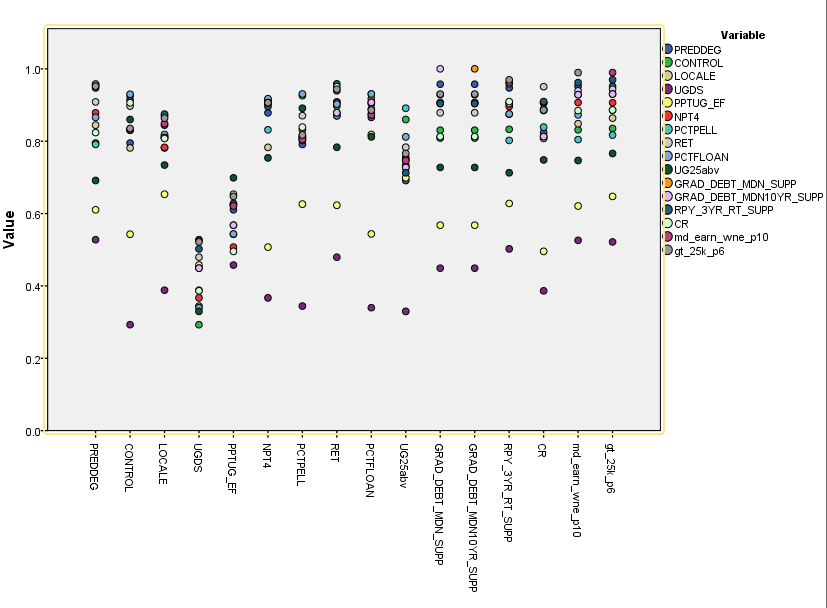 Variable
PREDDEG
CONTROL
LOCALE
UGDS
PPTUG_EF
NPT4
PCTPELL
RET
PCTFLOAN
UG25abv
GRAD_DEBT_MDN_SUPP
GRAD_DEBT_MDN10YR_SUPP
RPY_3YR_RT_SUPP
CR
md_earn_wne_p10
gt_25k_p6
Value
1.0
0.8
0.6
0.4
0.2
0.0
PREDDEG
CONTROL
LOCALE
UGDS
PPTUG_EF
NPT4
PCTPELL
RET
PCTFLOAN
UG25abv
GRAD_DEBT_MDN_SUPP
GRAD_DEBT_MDN10YR_SUPP
RPY_3YR_RT_SUPP
CR
md_earn_wne_p10
gt_25k_p6